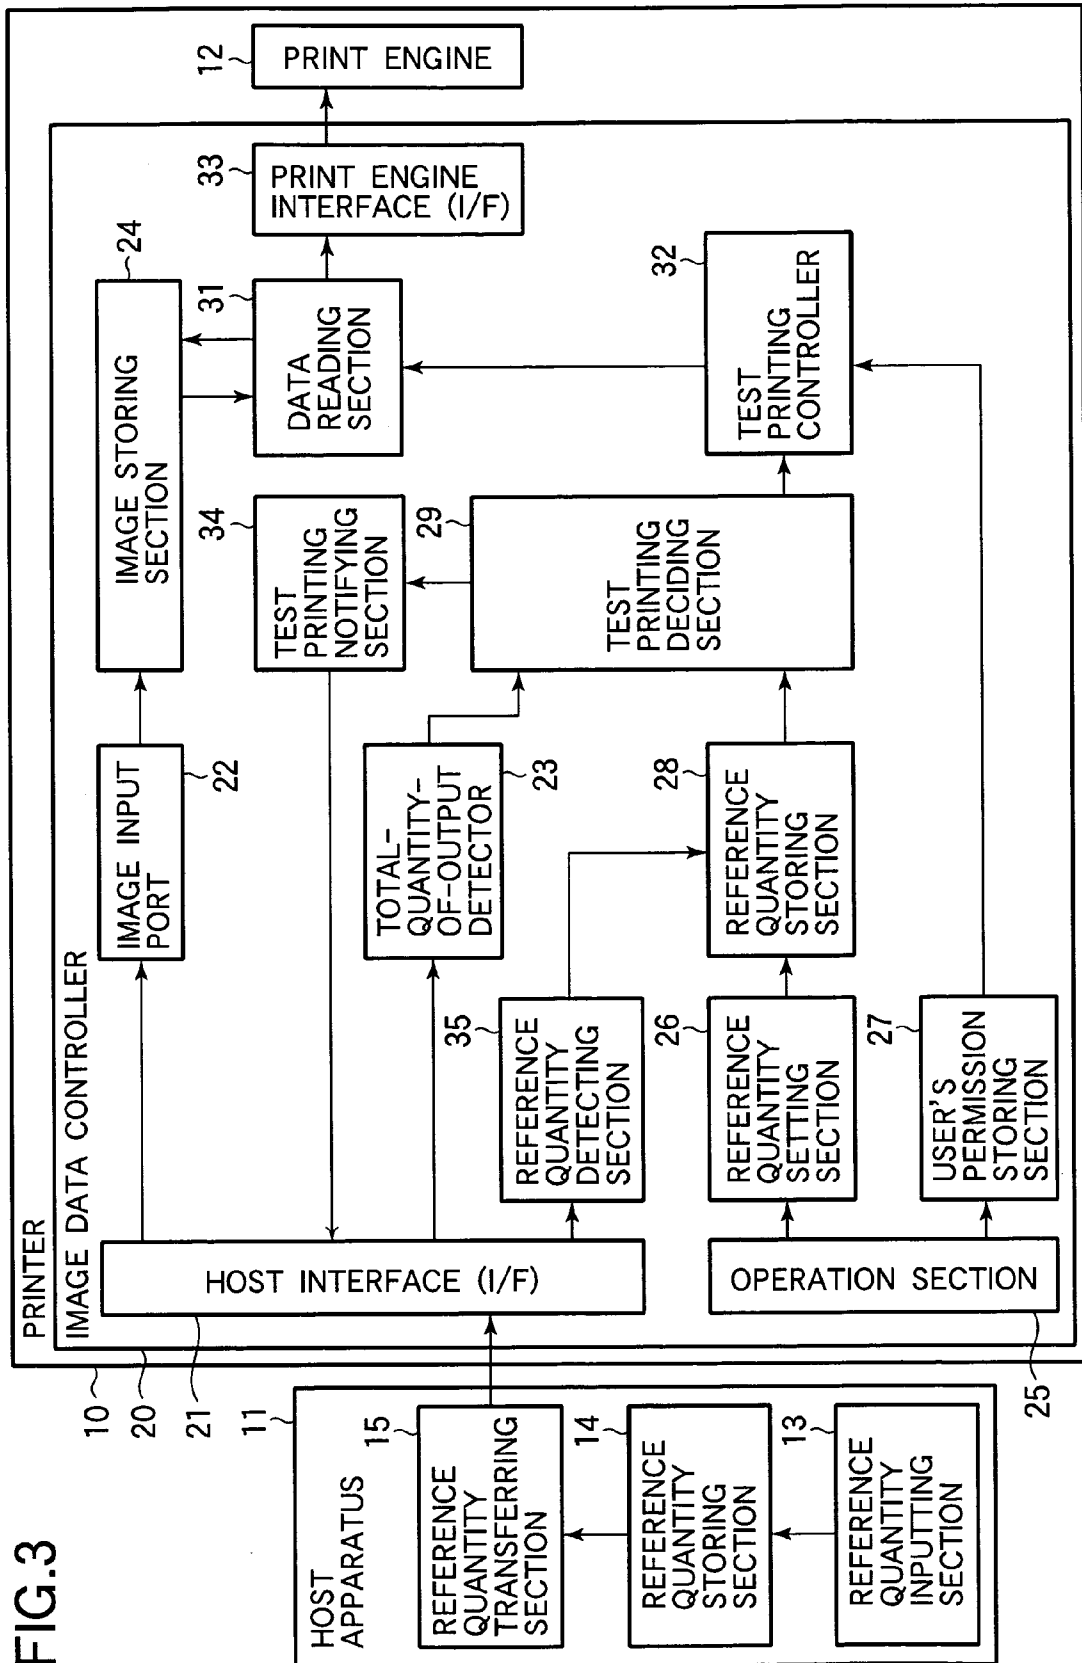 FIG.3
HOST
APPARATUS
11
REFERENCE
QUANTITY
TRANSFERRING
SECTION
15
REFERENCE
QUANTITY
STORING
SECTION
14
REFERENCE
QUANTITY
INPUTTING
SECTION
13
10
20
21
PRINTER
IMAGE DATA CONTROLLER
HOST INTERFACE (I/F)
OPERATION SECTION
25
IMAGE INPUT
PORT
22
TOTAL-
QUANTITY-
OF-OUTPUT
DETECTOR
23
REFERENCE
QUANTITY
DETECTING
SECTION
35
REFERENCE
QUANTITY
SETTING
SECTION
26
USER'S
PERMISSION
STORING
SECTION
27
REFERENCE
QUANTITY
STORING
SECTION
28
IMAGE STORING
SECTION
24
TEST
PRINTING
NOTIFYING
SECTION
34
TEST
PRINTING
DECIDING
SECTION
29
DATA
READING
SECTION
31
TEST
PRINTING
CONTROLLER
32
PRINT ENGINE
INTERFACE (I/F)
33
PRINT ENGINE
12